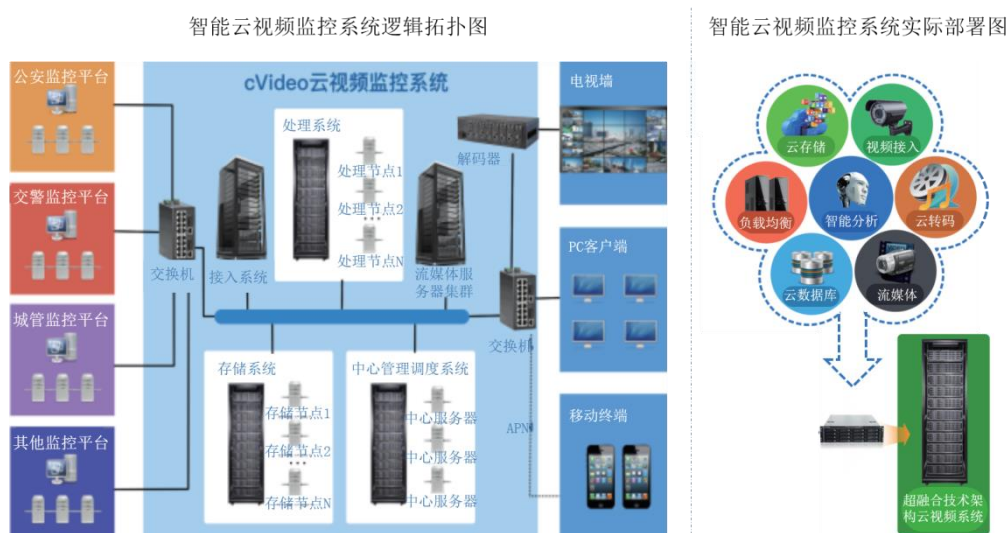 智能云视频监控系统逻辑拓扑图
智能云视频监控系统实际部署图
公安监控平台
交警监控平台
城管监控平台
其他监控平台
交换机
cVideo云视频监控系统
接入系统
处理系统
处理节点1
处理节点2
处理节点N
流媒体服
务器集群
存储系统
存储节点1
存储节点2
存储节点N
中心管理调度系统
中心服务器
中心服务器
中心服务器
解码器
交换机
APN
电视墙
PC客户端
移动终端
云存储
视频接入
负载均衡
智能分析
云转码
云数据库
流媒体
超融合技术架
构云视频系统